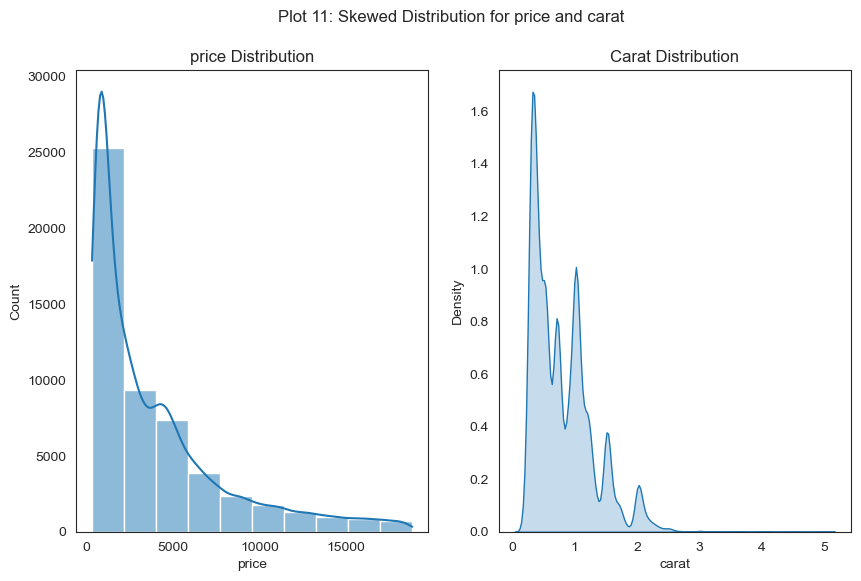 Plot 11: Skewed Distribution for price and carat
price Distribution
30000
25000
20000
15000
10000
5000
0
Count
0 5000 10000 15000
price
Carat Distribution
1.6
1.4
1.2
1.0
0.8
0.6
0.4
0.2
0.0
Density
0 1 2 3 4 5
carat